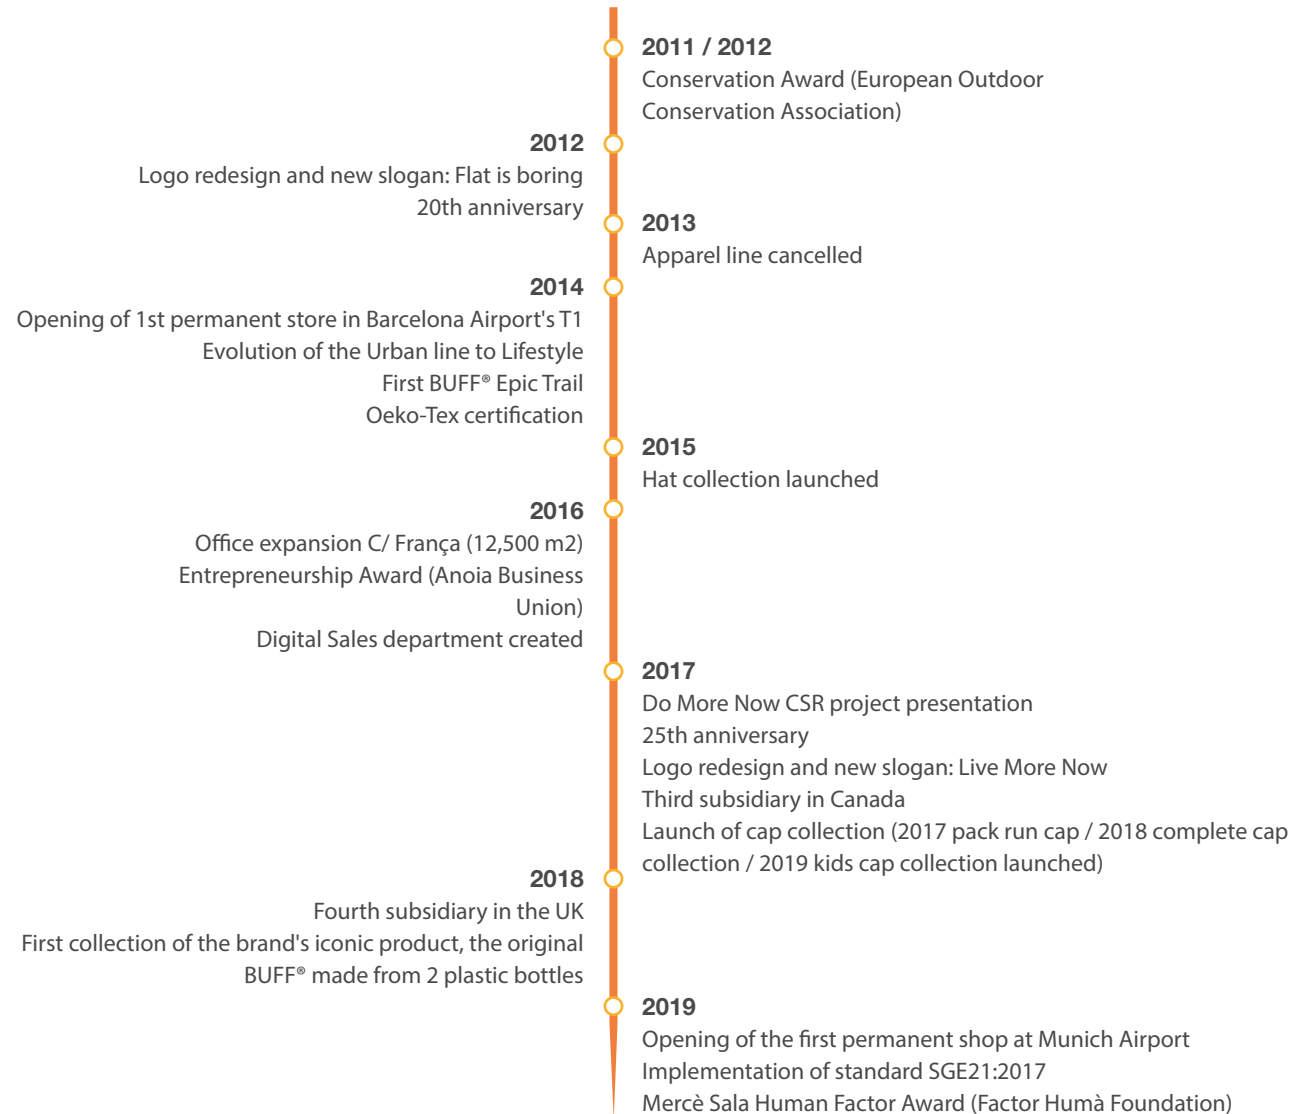 2011 / 2012
Conservation Award (European Outdoor
Conservation Association)
2012
Logo redesign and new slogan: Flat is boring
20th anniversary
2013
Apparel line cancelled
2014
Opening of 1st permanent store in Barcelona Airport's T1
Evolution of the Urban line to Lifestyle
First BUFF® Epic Trail
Oeko-Tex certification
2015
Hat collection launched
2016
Office expansion C/ França (12,500 m2)
Entrepreneurship Award (Anoia Business
Union)
Digital Sales department created
2017
Do More Now CSR project presentation
25th anniversary
Logo redesign and new slogan: Live More Now
Third subsidiary in Canada
Launch of cap collection (2017 pack run cap / 2018 complete cap
collection / 2019 kids cap collection launched)
2018
Fourth subsidiary in the UK
First collection of the brand's iconic product, the original
BUFF® made from 2 plastic bottles
2019
Opening of the first permanent shop at Munich Airport
Implementation of standard SGE21:2017
Mercè Sala Human Factor Award (Factor Humà Foundation)